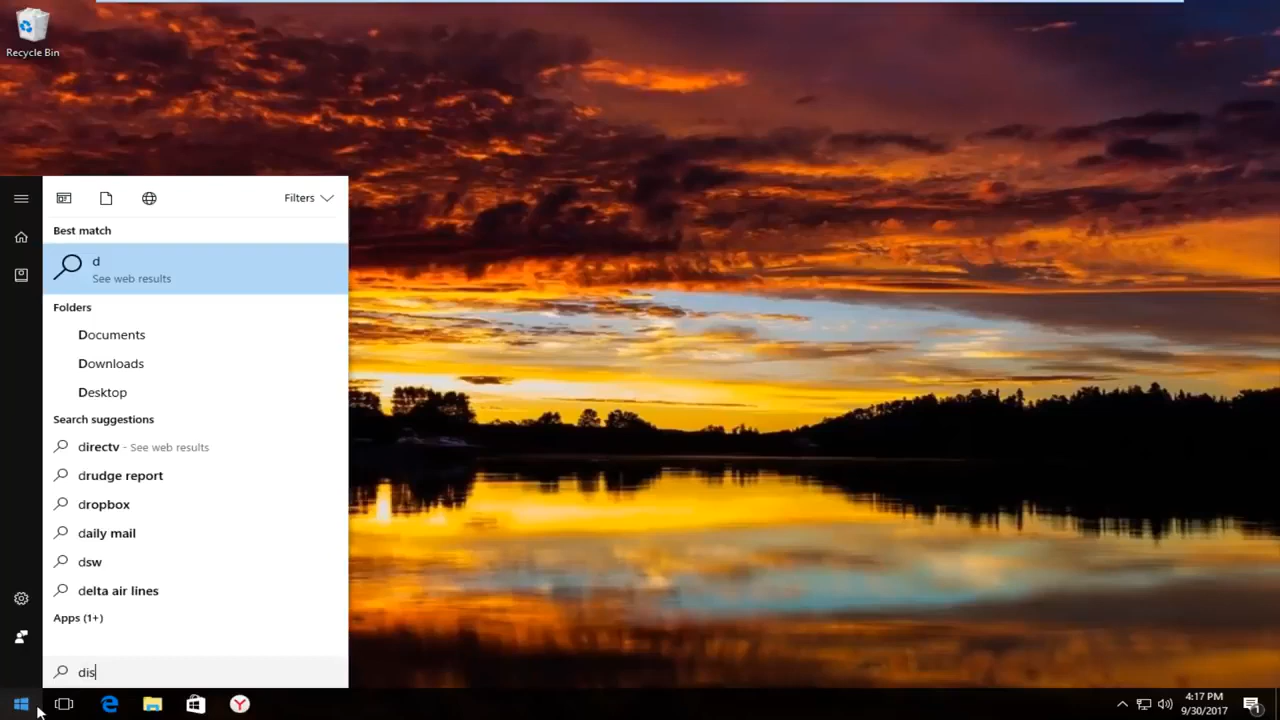 Recycle Bin
Filters
Best match
d
See web results
Folders
Documents
Downloads
Desktop
Search suggestions
directv - See web results
drudge report
dropbox
daily mail
dsw
delta air lines
Apps (1+)
dis
4:17 PM
9/30/2017
1